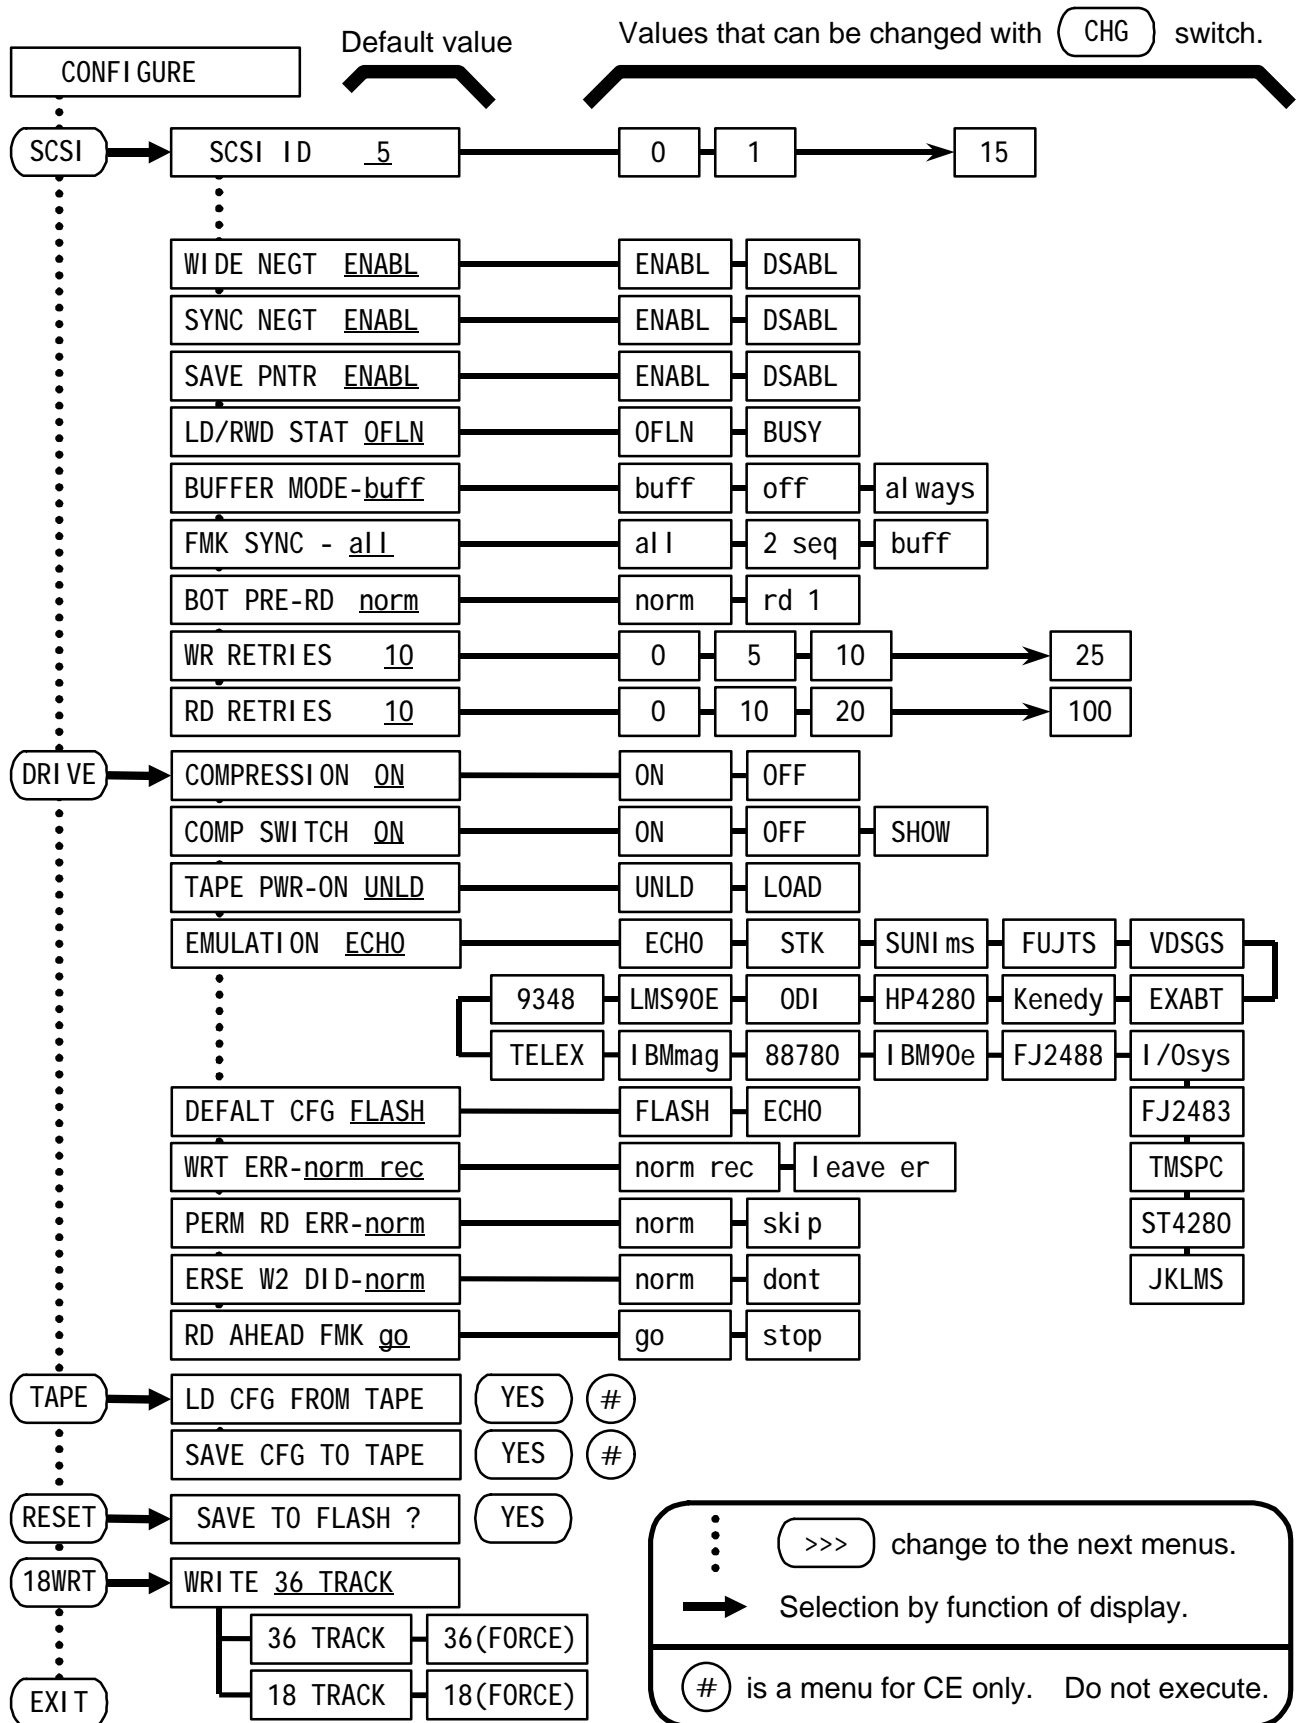 Default value
Values that can be changed with CHG switch.
CONFIGURE
SCSI SCSI ID 5 0 1 15
WIDE NEGT ENABL ENABL DSABL
SYNC NEGT ENABL ENABL DSABL
SAVE PNTR ENABL ENABL DSABL
LD/RWD STAT OFLN OFLN BUSY
BUFFER MODE-buff buff off always
FMK SYNC - all all 2 seq buff
BOT PRE-RD norm norm rd 1
WR RETRIES 10 0 5 10 25
RD RETRIES 10 0 10 20 100
DRIVE COMPRESSION ON ON OFF
COMP SWITCH ON ON OFF SHOW
TAPE PWR-ON UNLD UNLD LOAD
EMULATION ECHO ECHO STK SUNIms FUJTS VDSGS
9348 LMS90E ODI HP4280 Kenedy EXABT
TELEX IBMmag 88780 IBM90e FJ2488 I/Osys
DEFALT CFG FLASH FLASH ECHO FJ2483
WRT ERR-norm rec norm rec leave er TMSPC
PERM RD ERR-norm norm skip ST4280
ERSE W2 DID-norm norm dont JKLMS
RD AHEAD FMK go go stop
TAPE LD CFG FROM TAPE YES #
SAVE CFG TO TAPE YES #
RESET SAVE TO FLASH ? YES
18WRT WRITE 36 TRACK
36 TRACK 36(FORCE)
18 TRACK 18(FORCE)
EXIT
>>> change to the next menus.
Selection by function of display.
# is a menu for CE only. Do not execute.